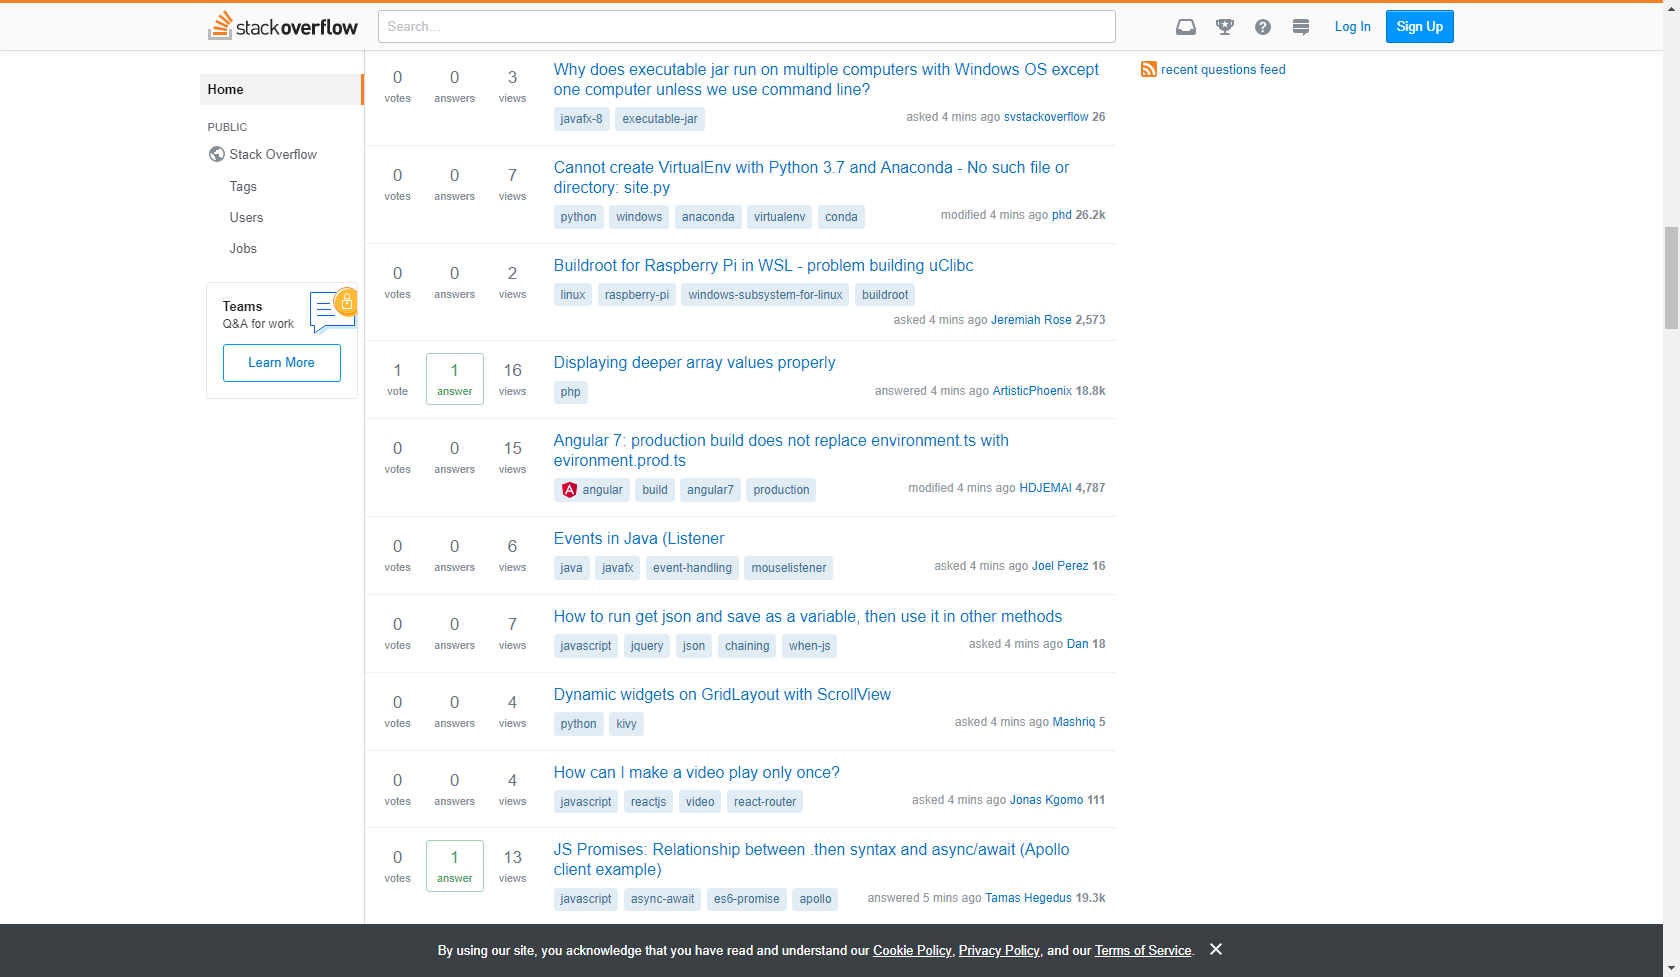 stackoverflow
Search...
Log In
Sign Up
Home
PUBLIC
Stack Overflow
Tags
Users
Jobs
Teams
Q&A for work
Learn More
0 votes 0 answers 3 views
Why does executable jar run on multiple computers with Windows OS except
one computer unless we use command line?
javafx-8 executable-jar
asked 4 mins ago svstackoverflow 26
0 votes 0 answers 7 views
Cannot create VirtualEnv with Python 3.7 and Anaconda - No such file or
directory: site.py
python windows anaconda virtualenv conda
modified 4 mins ago phd 26.2k
0 votes 0 answers 2 views
Buildroot for Raspberry Pi in WSL - problem building uClibc
linux raspberry-pi windows-subsystem-for-linux buildroot
asked 4 mins ago Jeremiah Rose 2,573
1 vote 1 answer 16 views
Displaying deeper array values properly
php
answered 4 mins ago ArtisticPhoenix 18.8k
0 votes 0 answers 15 views
Angular 7: production build does not replace environment.ts with
evironment.prod.ts
angular build angular7 production
modified 4 mins ago HDJEMAI 4,787
0 votes 0 answers 6 views
Events in Java (Listener
java javafx event-handling mouselistener
asked 4 mins ago Joel Perez 16
0 votes 0 answers 7 views
How to run get json and save as a variable, then use it in other methods
javascript jquery json chaining when-js
asked 4 mins ago Dan 18
0 votes 0 answers 4 views
Dynamic widgets on GridLayout with ScrollView
python kivy
asked 4 mins ago Mashriq 5
0 votes 0 answers 4 views
How can I make a video play only once?
javascript reactjs video react-router
asked 4 mins ago Jonas Kgomo 111
0 votes 1 answer 13 views
JS Promises: Relationship between .then syntax and async/await (Apollo
client example)
javascript async-await es6-promise apollo
answered 5 mins ago Tamas Hegedus 19.3k
recent questions feed
By using our site, you acknowledge that you have read and understand our Cookie Policy, Privacy Policy, and our Terms of Service.